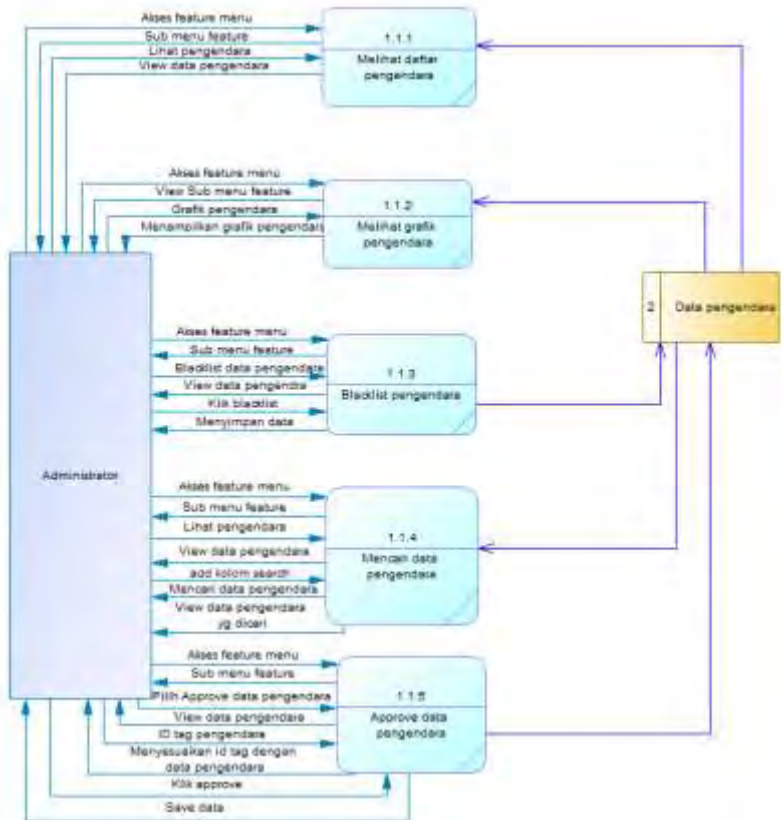 Akses feature menu
Sub menu feature
Lihat pengendara
View data pengendara
1.1.1
Melihat daftar
pengendara
Akses feature menu
View Sub menu feature
Grafik pengendara
Menampilkan grafik pengendara
1.1.2
Melihat grafik
pengendara
2
Data pengendara
Akses feature menu
Sub menu feature
Blacklist data pengendara
View data pengendra
Klik blacklist
Menyimpan data
1.1.3
Blacklist pengendara
Administrator
Akses feature menu
Sub menu feature
Lihat pengendara
View data pengendara
add kolom search
Mencari data pengendara
View data pengendara
yg dicari
1.1.4
Mencari data
pengendara
Akses feature menu
Sub menu feature
Pilih Approve data pengendara
View data pengendara
ID tag pengendara
Menyesuaikan id tag dengan
data pengendara
Klik approve
Save data
1.1.5
Approve data
pengendara